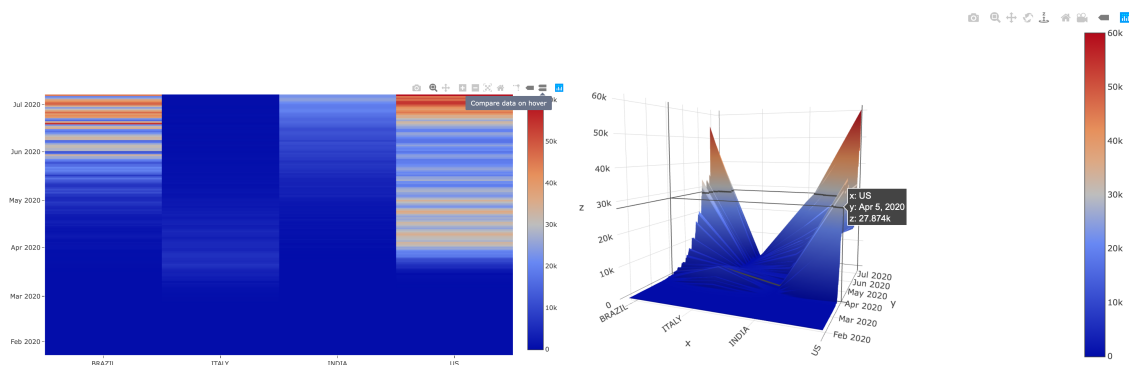 Jul 2020
Jun 2020
May 2020
Apr 2020
Mar 2020
Feb 2020
BRAZIL
ITALY
INDIA
US
Compare data on hover
50k
40k
30k
20k
10k
0
60k
50k
40k
30k
20k
10k
0
z
BRAZIL
ITALY
x
INDIA
US
x: US
y: Apr 5, 2020
z: 27.874k
Jul 2020
Jun 2020
May 2020
y
Apr 2020
Mar 2020
Feb 2020
60k
50k
40k
30k
20k
10k
0